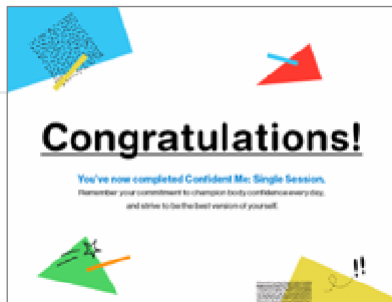 Congratulations!
You've now completed Confident Me: Single Session.
Remember your commitment to champion body confidence every day,
and strive to be the best version of yourself.
!!